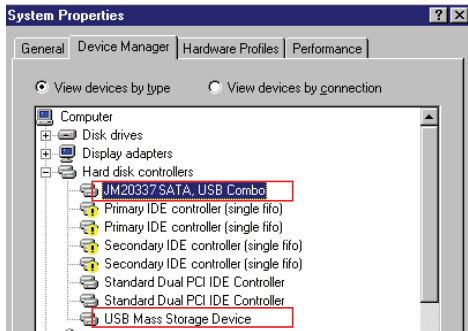 System Properties
General Device Manager Hardware Profiles Performance
View devices by type View devices by connection
Computer
Disk drives
Display adapters
Hard disk controllers
JM20337 SATA, USB Combo
Primary IDE controller (single fifo)
Primary IDE controller (single fifo)
Secondary IDE controller (single fifo)
Secondary IDE controller (single fifo)
Standard Dual PCI IDE Controller
Standard Dual PCI IDE Controller
USB Mass Storage Device